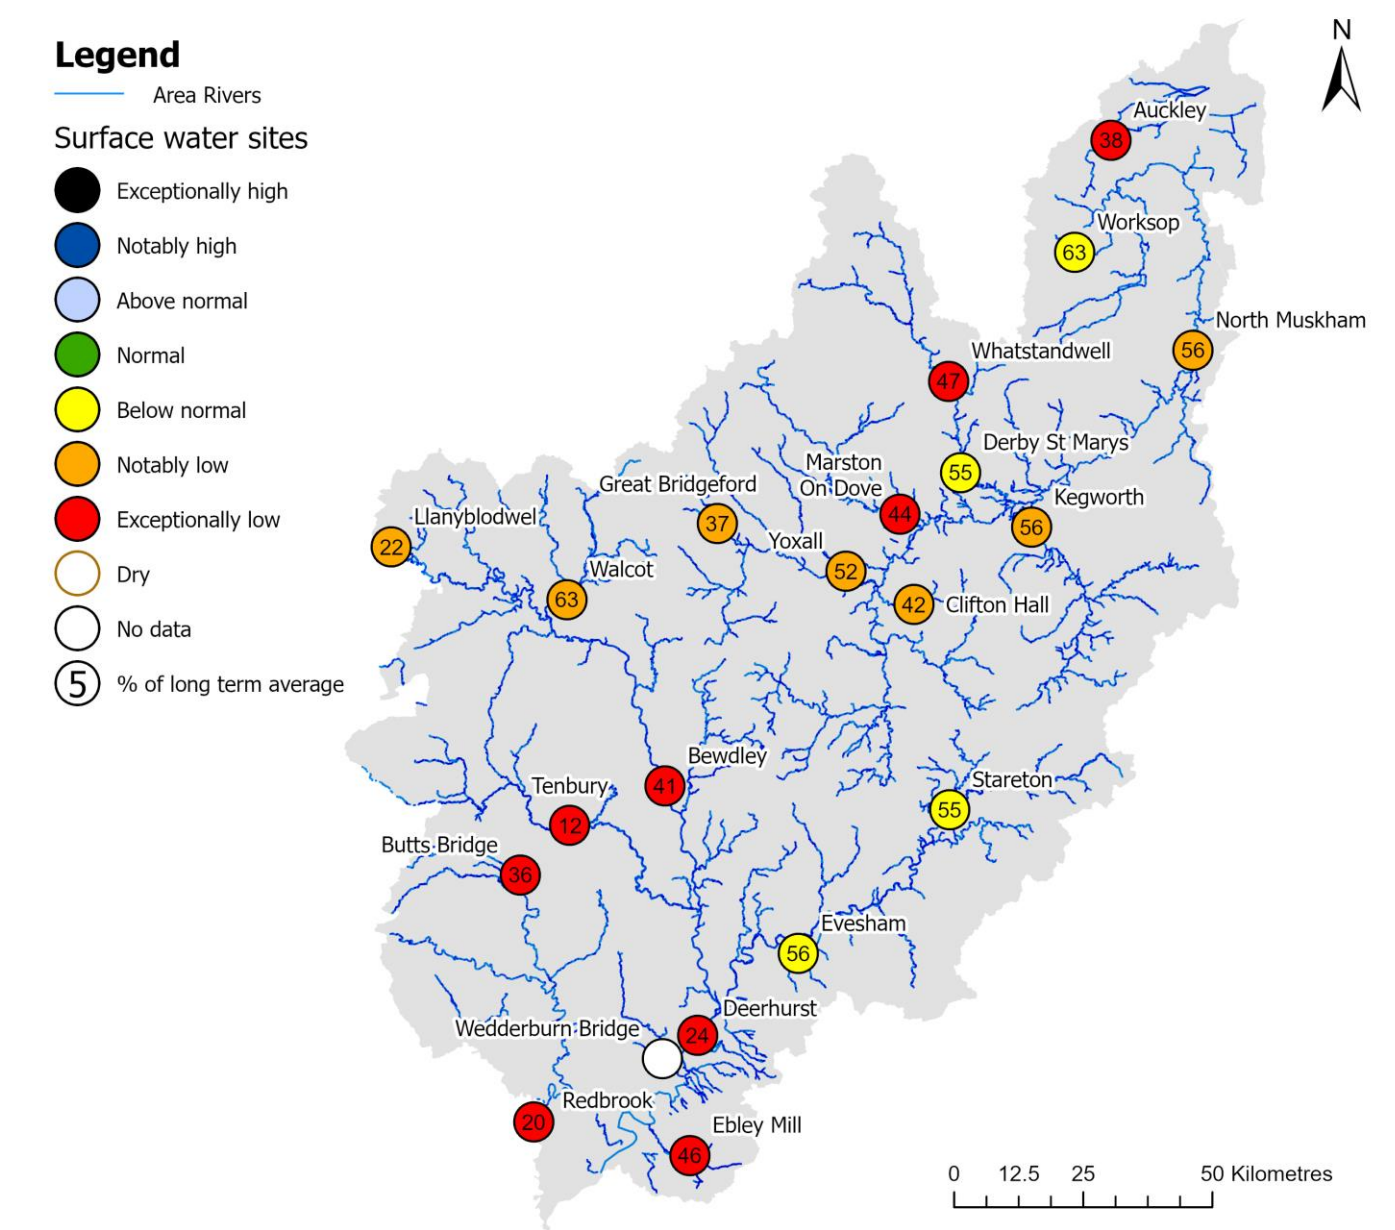 Legend
Area Rivers
Surface water sites
Exceptionally high
Notably high
Above normal
Normal
Below normal
Notably low
Exceptionally low
Dry
No data
5 % of long term average
N
Auckley
38
Worksop
63
North Muskham
56
Whatstandwell
47
Derby St Marys
55
Marston
On Dove
44
Kegworth
56
Great Bridgeford
37
Llanyblodwel
22
Yoxall
52
Walcot
63
42 Clifton Hall
Bewdley
41
Stareton
55
Tenbury
12
Butts Bridge
36
Evesham
56
Deerhurst
24
Wedderburn Bridge
Redbrook
20
Ebley Mill
46
0 12.5 25 50 Kilometres